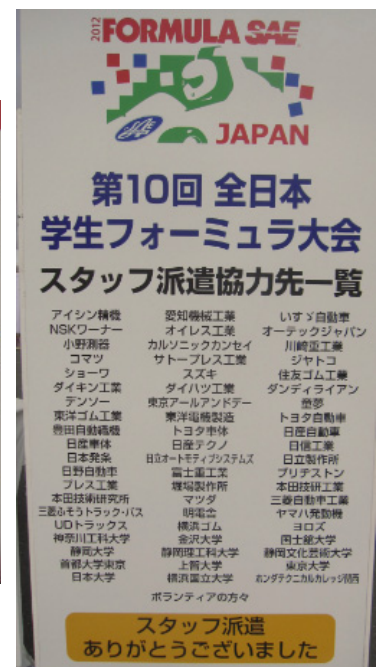 2012
FORMULA SAE
JAPAN
第10回 全日本
学生フォーミュラ大会
スタッフ派遣協力先一覧
アイシン精機 愛知機械工業 いすゞ自動車
NSKワーナー オイレス工業 オーテックジャパン
小野測器 カルソニックカンセイ 川崎重工業
コマツ サトープレス工業 ジヤトコ
ショーワ スズキ 住友ゴム工業
ダイキン工業 ダイハツ工業 ダンディライアン
デンソー 東京アールアンドデー 童夢
東洋ゴム工業 東洋電機製造 トヨタ自動車
豊田自動織機 トヨタ車体 日産自動車
日産車体 日産テクノ 日信工業
日本発条 日立オートモティブシステムズ 日立製作所
日野自動車 富士重工業 ブリヂストン
プレス工業 堀場製作所 本田技研工業
本田技術研究所 マツダ 三菱自動車工業
三菱ふそうトラック・バス 明電舎 ヤマハ発動機
UDトラックス 横浜ゴム ヨロズ
神奈川工科大学 金沢大学 国士舘大学
静岡大学 静岡理工科大学 静岡文化芸術大学
首都大学東京 上智大学 東京大学
日本大学 横浜国立大学 ホンダテクニカルカレッジ関西
ボランティアの方々
スタッフ派遣
ありがとうございました